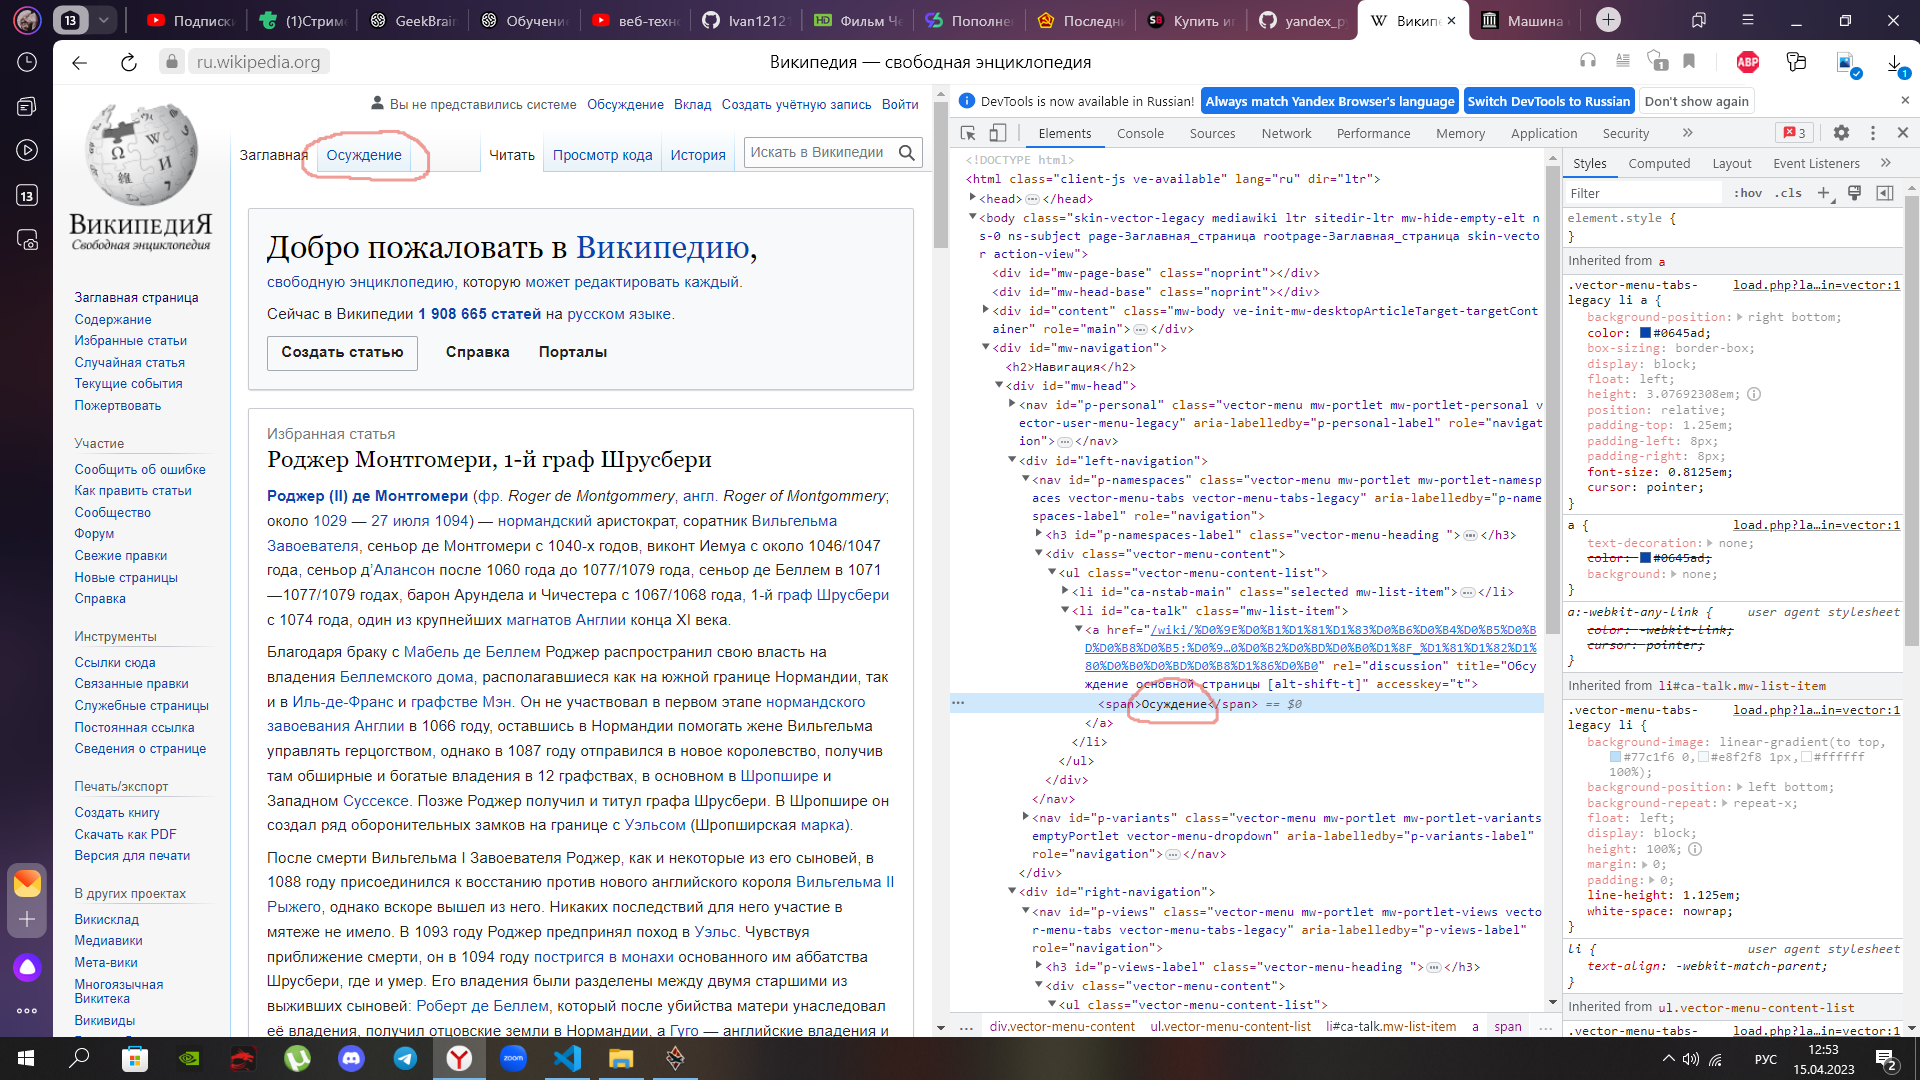 13
Подписки
(1)Стриме
GeekBrain
Обучение
веб-техно
Ivan12121
HD Фильм Че
Пополне
Последни
Купить иг
yandex_p
W Википе
Машина
ru.wikipedia.org
Википедия — свободная энциклопедия
1
ABP
1
13
ВИКИПЕДИЯ
Свободная энциклопедия
Заглавная страница
Содержание
Избранные статьи
Случайная статья
Текущие события
Пожертвовать
Участие
Сообщить об ошибке
Как править статьи
Сообщество
Форум
Свежие правки
Новые страницы
Справка
Инструменты
Ссылки сюда
Связанные правки
Служебные страницы
Постоянная ссылка
Сведения о странице
Печать/экспорт
Создать книгу
Скачать как PDF
Версия для печати
В других проектах
Викисклад
Медиавики
Мета-вики
Многоязычная
Викитека
Викивиды
Вы не представились системе Обсуждение Вклад Создать учётную запись Войти
Заглавная Осуждение Читать Просмотр кода История Искать в Википедии
Добро пожаловать в Википедию,
свободную энциклопедию, которую может редактировать каждый.
Сейчас в Википедии 1 908 665 статей на русском языке.
Создать статью Справка Порталы
Избранная статья
Роджер Монтгомери, 1-й граф Шрусбери
Роджер (II) де Монтгомери (фр. Roger de Montgommery, англ. Roger of Montgomery;
около 1029 — 27 июля 1094) — нормандский аристократ, соратник Вильгельма
Завоевателя, сеньор де Монтгомери с 1040-х годов, виконт Иемуа с около 1046/1047
года, сеньор д’Алансон после 1060 года до 1077/1079 года, сеньор де Беллем в 1071
—1077/1079 годах, барон Арундела и Чичестера с 1067/1068 года, 1-й граф Шрусбери
с 1074 года, один из крупнейших магнатов Англии конца XI века.
Благодаря браку с Мабель де Беллем Роджер распространил свою власть на
владения Беллемского дома, располагавшиеся как на южной границе Нормандии, так
и в Иль-де-Франс и графстве Мэн. Он не участвовал в первом этапе нормандского
завоевания Англии в 1066 году, оставшись в Нормандии помогать жене Вильгельма
управлять герцогством, однако в 1087 году отправился в новое королевство, получив
там обширные и богатые владения в 12 графствах, в основном в Шропшире и
Западном Суссексе. Позже Роджер получил и титул графа Шрусбери. В Шропшире он
создал ряд оборонительных замков на границе с Уэльсом (Шропширская марка).
После смерти Вильгельма I Завоевателя Роджер, как и некоторые из его сыновей, в
1088 году присоединился к восстанию против нового английского короля Вильгельма II
Рыжего, однако вскоре вышел из него. Никаких последствий для него участие в
мятеже не имело. В 1093 году Роджер предпринял поход в Уэльс. Чувствуя
приближение смерти, он в 1094 году постригся в монахи основанного им аббатства
Шрусбери, где и умер. Его владения были разделены между двумя старшими из
выживших сыновей: Роберт де Беллем, который после убийства матери унаследовал
её владения, получил отцовские земли в Нормандии, а Гуго — английские владения и
DevTools is now available in Russian! Always match Yandex Browser's language Switch DevTools to Russian Don't show again
Elements Console Sources Network Performance Memory Application Security » 3
<!DOCTYPE html>
<html class="client-js ve-available" lang="ru" dir="ltr">
<head>…</head>
<body class="skin-vector-legacy mediawiki ltr sitedir-ltr mw-hide-empty-elt n
s-0 ns-subject page-Заглавная_страница rootpage-Заглавная_страница skin-vecto
r action-view">
<div id="mw-page-base" class="noprint"></div>
<div id="mw-head-base" class="noprint"></div>
<div id="content" class="mw-body ve-init-mw-desktopArticleTarget-targetCont
ainer" role="main">…</div>
<div id="mw-navigation">
<h2>Навигация</h2>
<div id="mw-head">
<nav id="p-personal" class="vector-menu mw-portlet mw-portlet-personal v
ector-user-menu-legacy" aria-labelledby="p-personal-label" role="navigat
ion">…</nav>
<div id="left-navigation">
<nav id="p-namespaces" class="vector-menu mw-portlet mw-portlet-namesp
aces vector-menu-tabs vector-menu-tabs-legacy" aria-labelledby="p-name
spaces-label" role="navigation">
<h3 id="p-namespaces-label" class="vector-menu-heading ">…</h3>
<div class="vector-menu-content">
<ul class="vector-menu-content-list">
<li id="ca-nstab-main" class="selected mw-list-item">…</li>
<li id="ca-talk" class="mw-list-item">
<a href="/wiki/%D0%9E%D0%B1%D1%81%D1%83%D0%B6%D0%B4%D0%B5%D0%B
D%D0%B8%D0%B5:%D0%9…0%D0%B2%D0%BD%D0%B0%D1%8F_%D1%81%D1%82%D1%
80%D0%B0%D0%BD%D0%B8%D1%86%D0%B0" rel="discussion" title="Обсу
ждение основной страницы [alt-shift-t]" accesskey="t">
<span>Осуждение</span> == $0
</a>
</li>
</ul>
</div>
</nav>
<nav id="p-variants" class="vector-menu mw-portlet mw-portlet-variants
emptyPortlet vector-menu-dropdown" aria-labelledby="p-variants-label"
role="navigation">…</nav>
</div>
<div id="right-navigation">
<nav id="p-views" class="vector-menu mw-portlet mw-portlet-views vecto
r-menu-tabs vector-menu-tabs-legacy" aria-labelledby="p-views-label"
role="navigation">
<h3 id="p-views-label" class="vector-menu-heading ">…</h3>
<div class="vector-menu-content">
<ul class="vector-menu-content-list">
… div.vector-menu-content ul.vector-menu-content-list li#ca-talk.mw-list-item a span …
Styles Computed Layout Event Listeners »
Filter :hov .cls +
element.style {
}
Inherited from a
.vector-menu-tabs- load.php?la…in=vector:1
legacy li a {
background-position: right bottom;
color: #0645ad;
box-sizing: border-box;
display: block;
float: left;
height: 3.07692308em;
position: relative;
padding-top: 1.25em;
padding-left: 8px;
padding-right: 8px;
font-size: 0.8125em;
cursor: pointer;
}
a { load.php?la…in=vector:1
text-decoration: none;
color: #0645ad;
background: none;
}
a:-webkit-any-link { user agent stylesheet
color: -webkit-link;
cursor: pointer;
}
Inherited from li#ca-talk.mw-list-item
.vector-menu-tabs- load.php?la…in=vector:1
legacy li {
background-image: linear-gradient(to top,
#77c1f6 0, #e8f2f8 1px, #ffffff
100%);
background-position: left bottom;
background-repeat: repeat-x;
float: left;
display: block;
height: 100%;
margin: 0;
padding: 0;
line-height: 1.125em;
white-space: nowrap;
}
li { user agent stylesheet
text-align: -webkit-match-parent;
}
Inherited from ul.vector-menu-content-list
.vector-menu-tabs- load.php?la…in=vector:1
zoom
РУС
12:53
15.04.2023
2